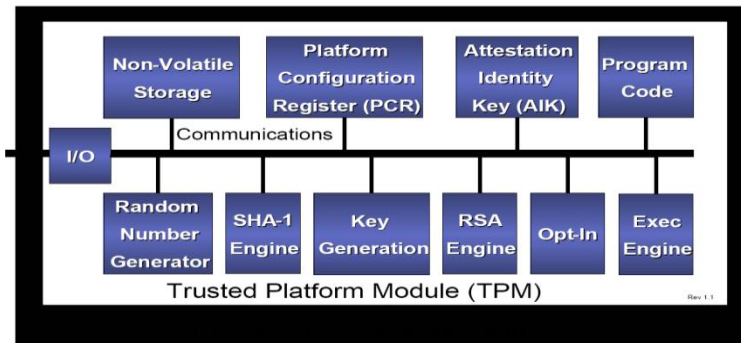 Non-Volatile
Storage
Platform
Configuration
Register (PCR)
Attestation
Identity
Key (AIK)
Program
Code
Communications
I/O
Random
Number
Generator
SHA-1
Engine
Key
Generation
RSA
Engine
Opt-In
Exec
Engine
Trusted Platform Module (TPM)
Rev 1.1